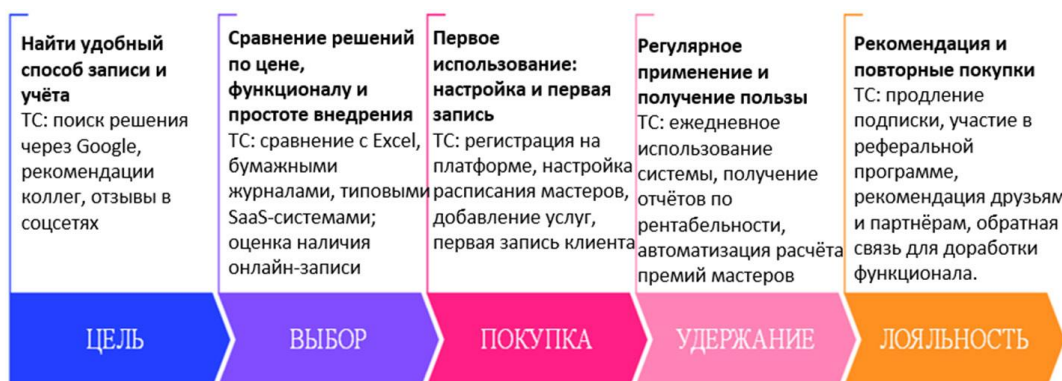 Найти удобный
способ записи и
учёта
ТС: поиск решения
через Google,
рекомендации
коллег, отзывы в
соцсетях
Сравнение решений
по цене,
функционалу и
простоте внедрения
ТС: сравнение с Excel,
бумажными
журналами, типовыми
SaaS-системами;
оценка наличия
онлайн-записи
Первое
использование:
настройка и первая
запись
ТС: регистрация на
платформе, настройка
расписания мастеров,
добавление услуг,
первая запись клиента
Регулярное
применение и
получение пользы
ТС: ежедневное
использование
системы, получение
отчётов по
рентабельности,
автоматизация расчёта
премий мастеров
Рекомендация и
повторные покупки
ТС: продление
подписки, участие в
реферальной
программе,
рекомендация друзьям
и партнёрам, обратная
связь для доработки
функционала.
ЦЕЛЬ
ВЫБОР
ПОКУПКА
УДЕРЖАНИЕ
ЛОЯЛЬНОСТЬ